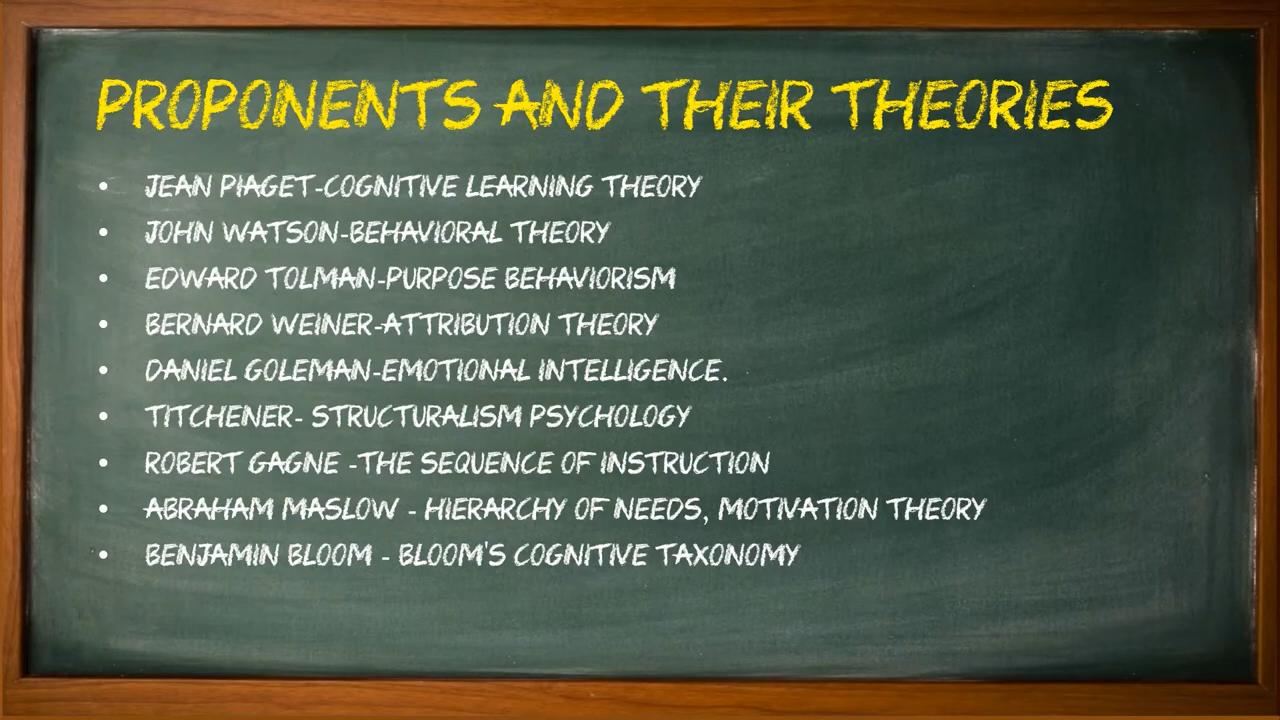 PROPONENTS AND THEIR THEORIES
• JEAN PIAGET-COGNITIVE LEARNING THEORY
• JOHN WATSON-BEHAVIORAL THEORY
• EDWARD TOLMAN-PURPOSE BEHAVIORISM
• BERNARD WEINER-ATTRIBUTION THEORY
• DANIEL GOLEMAN-EMOTIONAL INTELLIGENCE.
• TITCHENER- STRUCTURALISM PSYCHOLOGY
• ROBERT GAGNE -THE SEQUENCE OF INSTRUCTION
• ABRAHAM MASLOW - HIERARCHY OF NEEDS, MOTIVATION THEORY
• BENJAMIN BLOOM - BLOOM'S COGNITIVE TAXONOMY